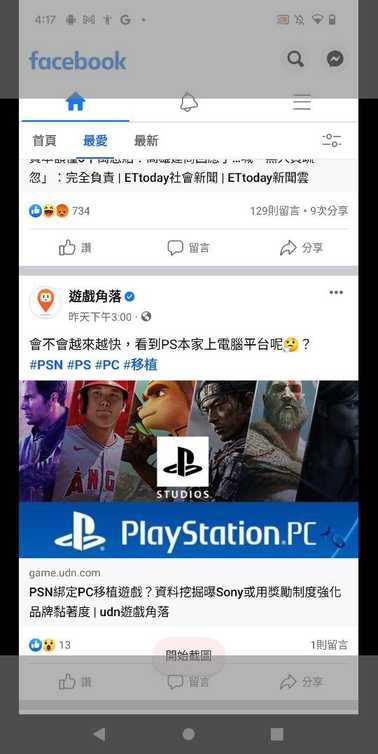 4:17
G
facebook
首頁
最愛
最新
忽」：完全負責 | ETtoday社會新聞 | ETtoday新聞雲
734
129則留言・9次分享
讚
留言
分享
遊戲角落
昨天下午3:00 ·
會不會越來越快，看到PS本家上電腦平台呢🤔？
#PSN #PS #PC #移植
ANG
STUDIOS
PlayStation.PC
game.udn.com
PSN綁定PC移植遊戲？資料挖掘曝Sony或用獎勵制度強化
品牌黏著度 | udn遊戲角落
13
1則留言
開始截圖
讚
留言
分享